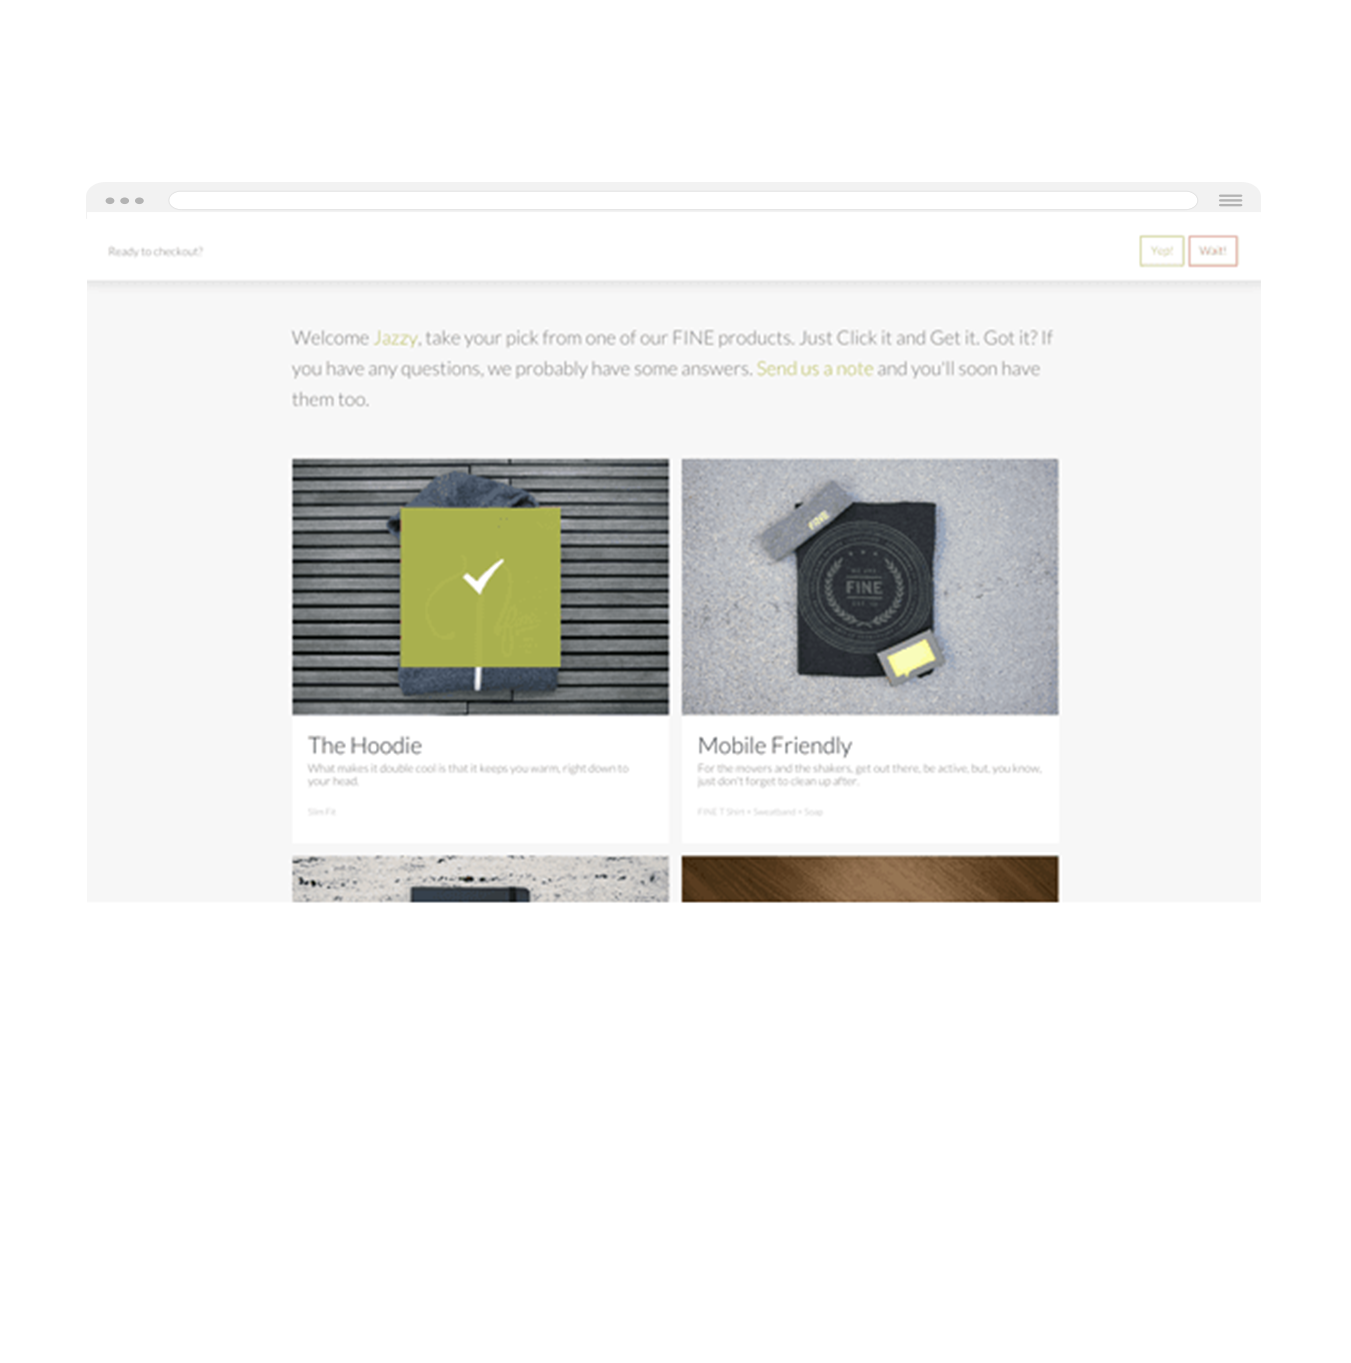 Ready to checkout?
Yep!
Wait!
Welcome Jazzy, take your pick from one of our FINE products. Just Click it and Get it. Got it? If
you have any questions, we probably have some answers. Send us a note and you'll soon have
them too.
FINE
WE ARE
FINE
The Hoodie
What makes it double cool is that it keeps you warm, right down to
your head.
Slim Fit
Mobile Friendly
For the movers and the shakers, get out there, be active, but, you know,
just don't forget to clean up after.
FINE T Shirt + Sweatband + Soap